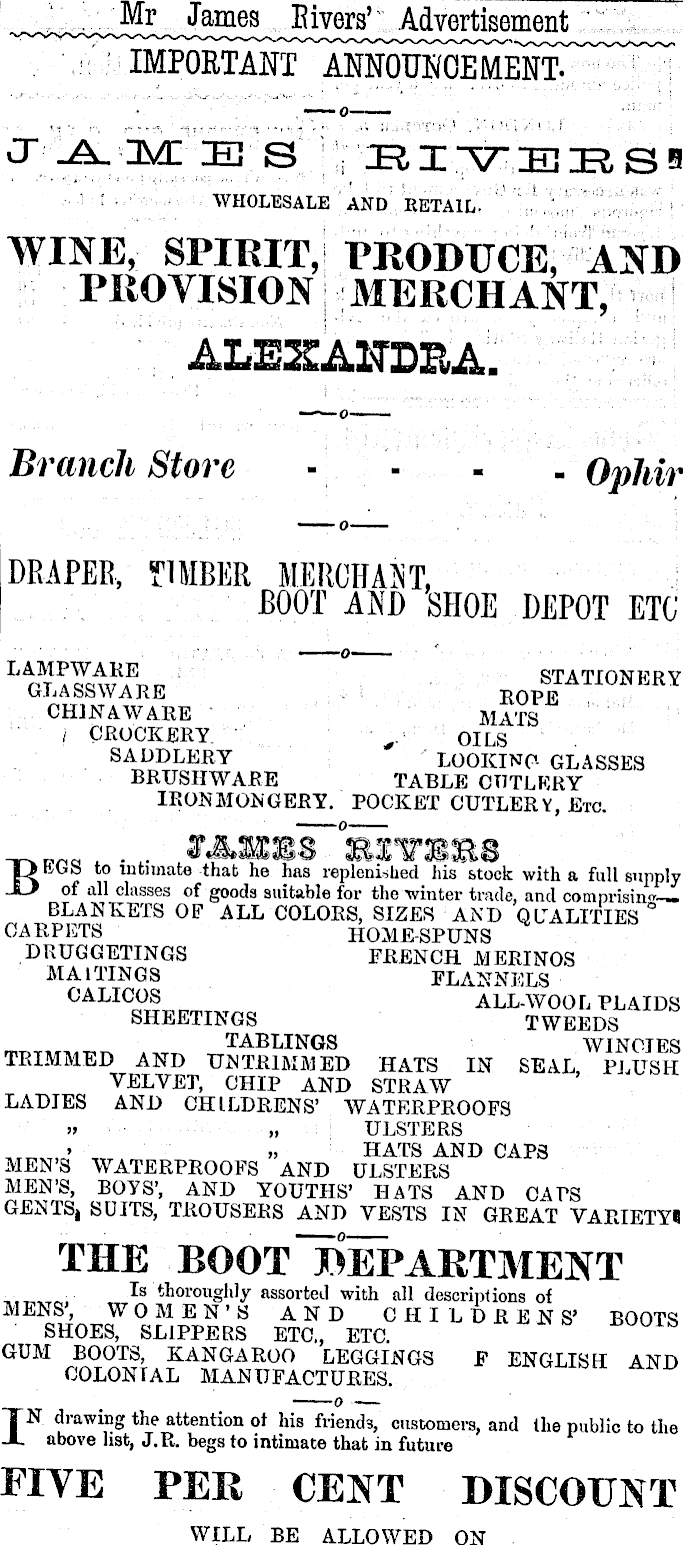 Mr James Rivers' Advertisement
IMPORTANT ANNOUNCEMENT.
—o—
JAMES RIVERS
WHOLESALE AND RETAIL.
WINE, SPIRIT, PRODUCE, AND
PROVISION MERCHANT,
ALEXANDRA.
—o—
Branch Store - - - - Ophir
—o—
DRAPER, TIMBER MERCHANT,
BOOT AND SHOE DEPOT ETC
—o—
LAMPWARE STATIONERY
GLASSWARE ROPE
CHINAWARE MATS
CROCKERY OILS
SADDLERY LOOKING GLASSES
BRUSHWARE TABLE CUTLERY
IRONMONGERY. POCKET CUTLERY, ETC.
—o—
JAMES RIVERS
BEGS to intimate that he has replenished his stock with a full supply
of all classes of goods suitable for the winter trade, and comprising—
BLANKETS OF ALL COLORS, SIZES AND QUALITIES
CARPETS HOME-SPUNS
DRUGGETINGS FRENCH MERINOS
MATTINGS FLANNELS
CALICOS ALL-WOOL PLAIDS
SHEETINGS TWEEDS
TABLINGS WINCIES
TRIMMED AND UNTRIMMED HATS IN SEAL, PLUSH
VELVET, CHIP AND STRAW
LADIES AND CHILDRENS' WATERPROOFS
„ „ ULSTERS
, „ HATS AND CAPS
MEN'S WATERPROOFS AND ULSTERS
MEN'S, BOYS', AND YOUTHS' HATS AND CAPS
GENTS, SUITS, TROUSERS AND VESTS IN GREAT VARIETY
—o—
THE BOOT DEPARTMENT
Is thoroughly assorted with all descriptions of
MENS', WOMEN'S AND CHILDRENS' BOOTS
SHOES, SLIPPERS ETC., ETC.
GUM BOOTS, KANGAROO LEGGINGS F ENGLISH AND
COLONIAL MANUFACTURES.
—o—
IN drawing the attention of his friends, customers, and the public to the
above list, J.R. begs to intimate that in future
FIVE PER CENT DISCOUNT
WILL BE ALLOWED ON